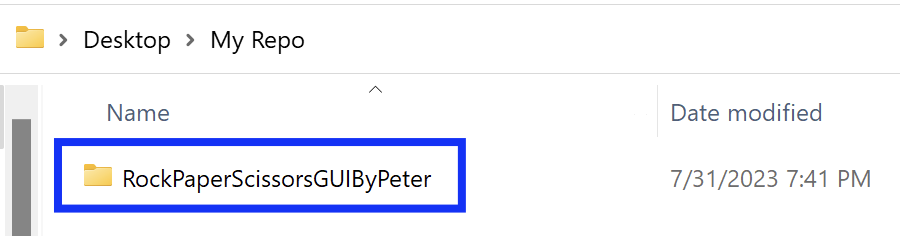 Desktop > My Repo
Name Date modified
RockPaperScissorsGUIByPeter 7/31/2023 7:41 PM